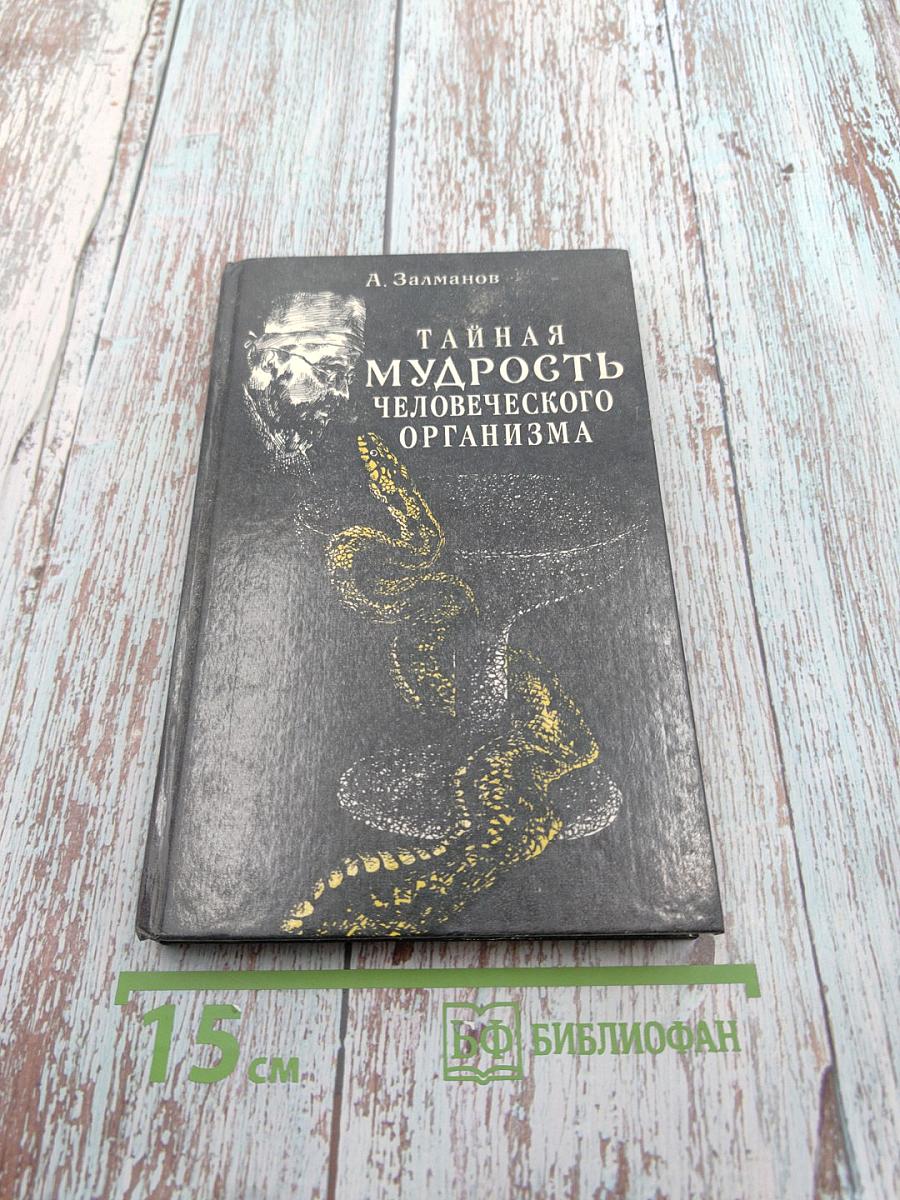 А. Залманов
ТАЙНАЯ
МУДРОСТЬ
ЧЕЛОВЕЧЕСКОГО
ОРГАНИЗМА
15 см
БФ БИБЛИОФАН